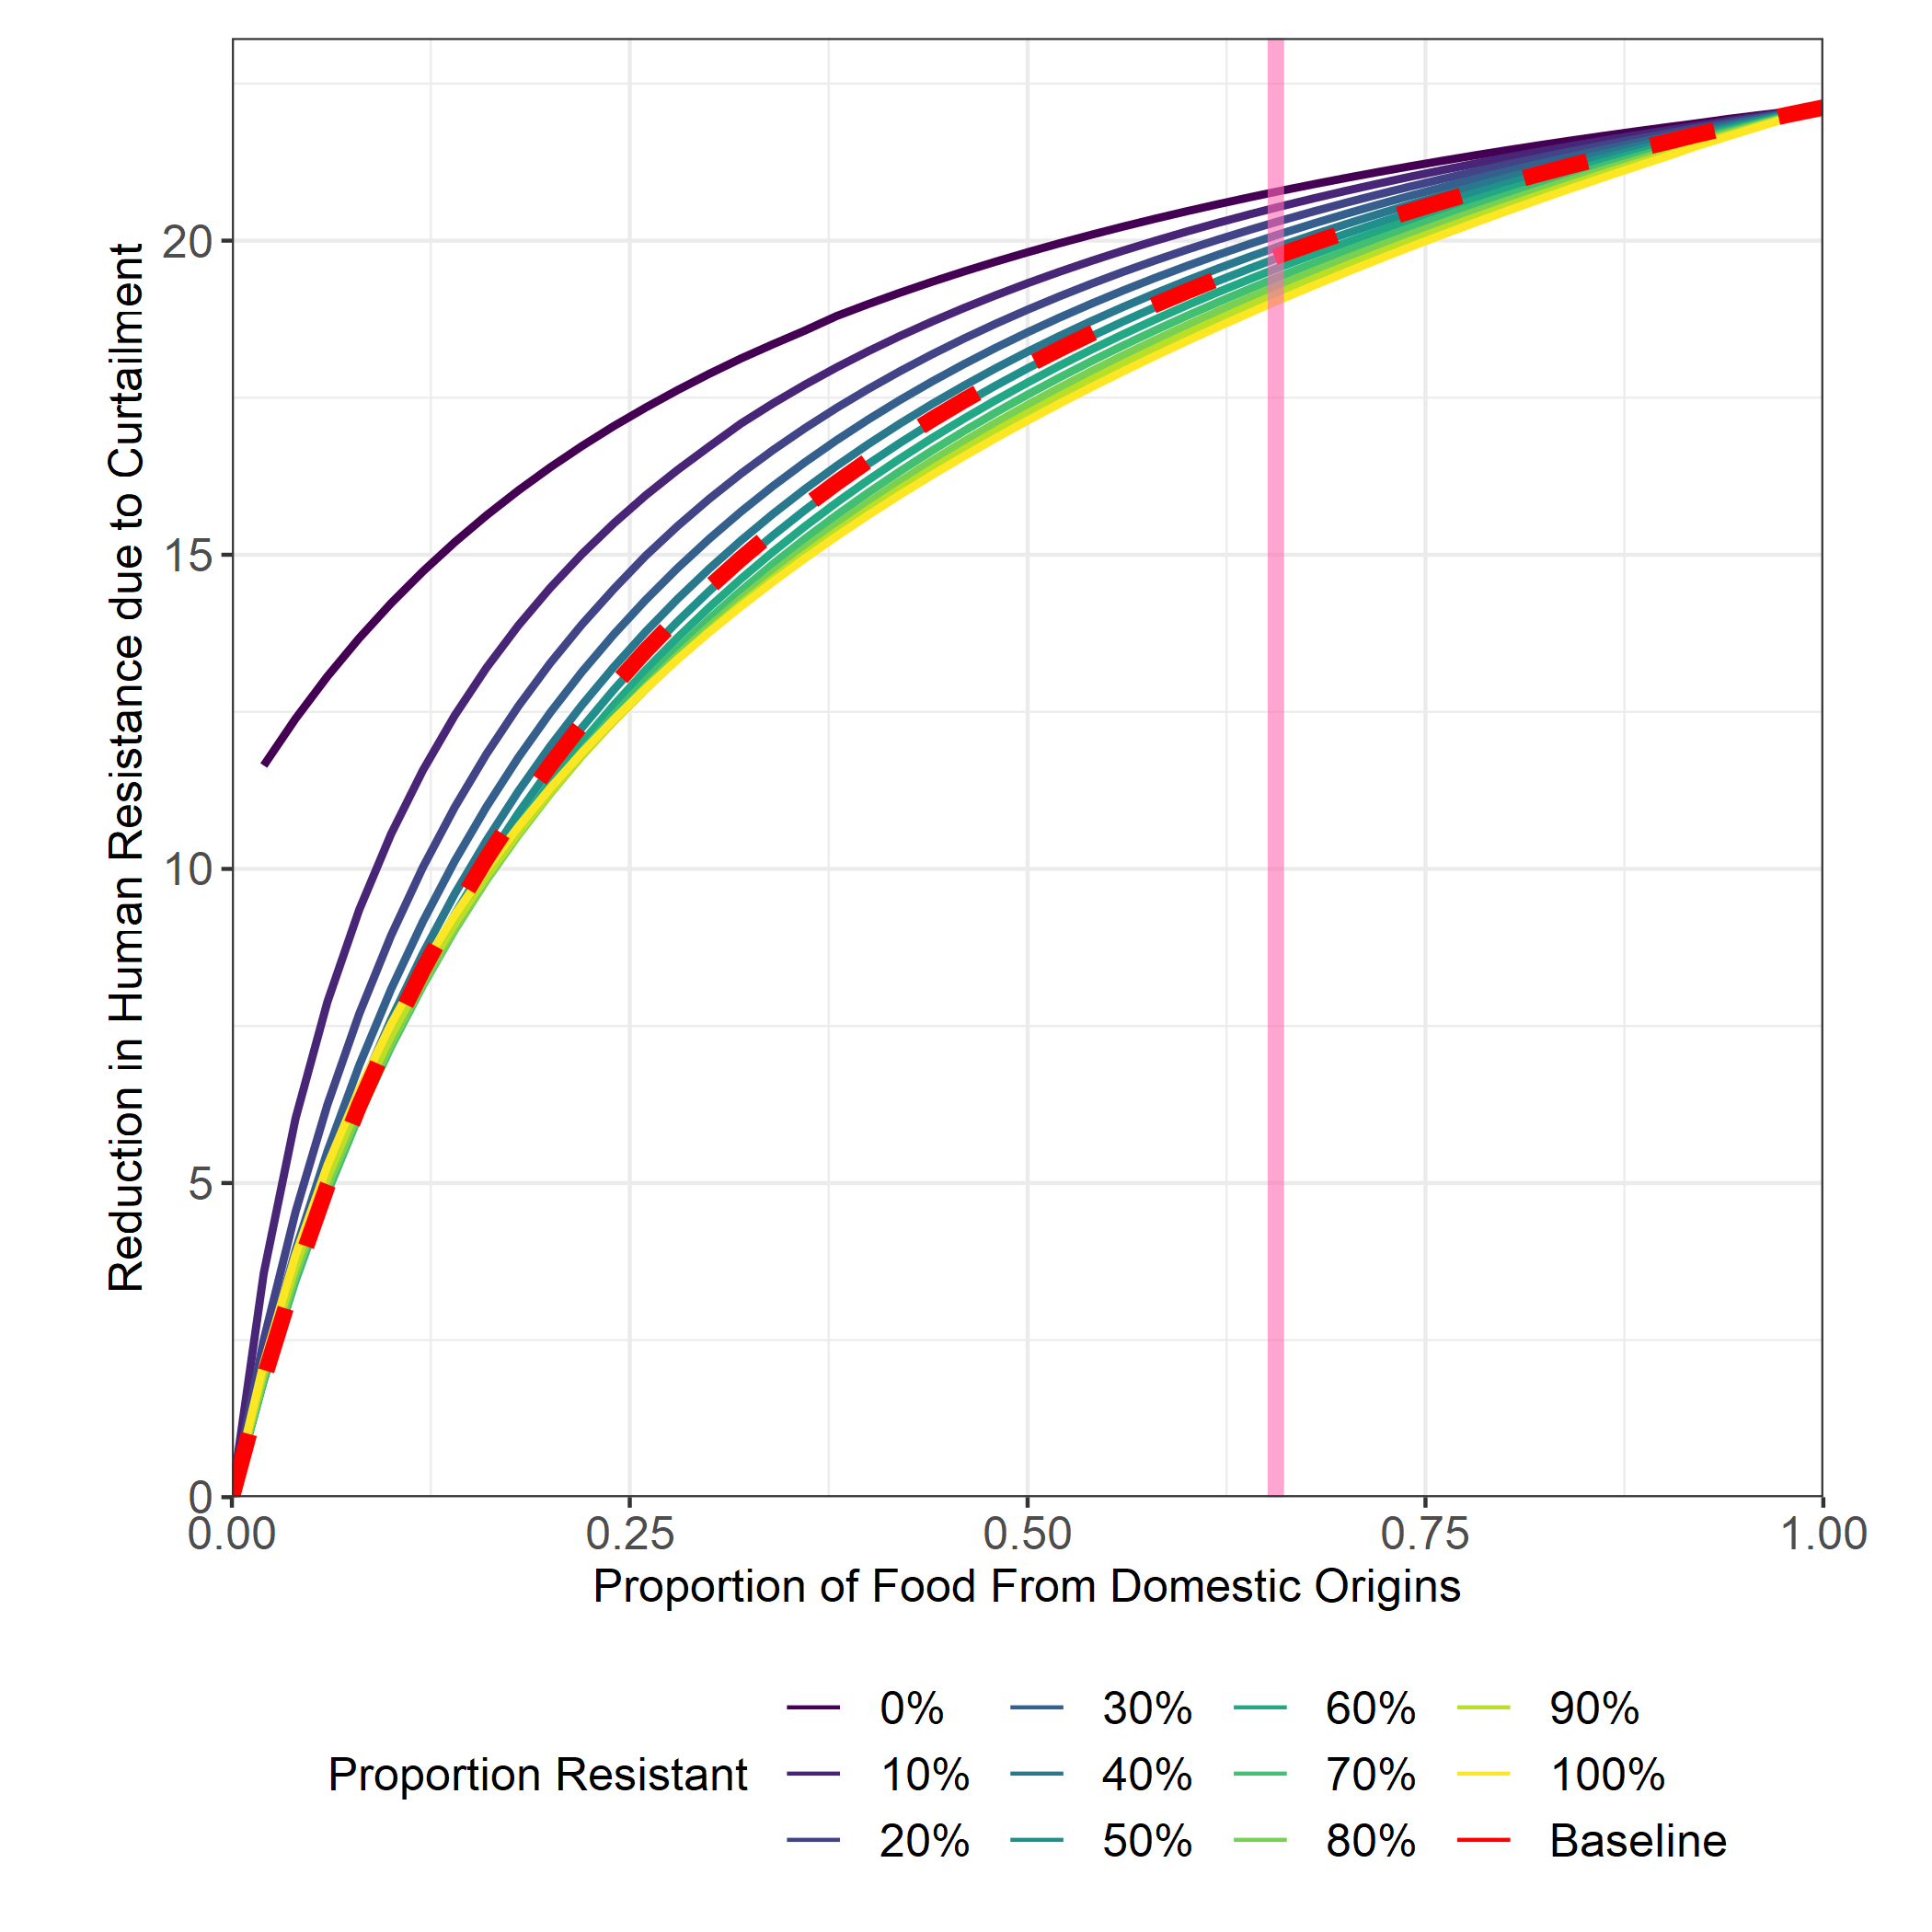 Reduction in Human Resistance due to Curtailment
20
15
10
5
0
0.00 0.25 0.50 0.75 1.00
Proportion of Food From Domestic Origins
Proportion Resistant
0% 30% 60% 90%
10% 40% 70% 100%
20% 50% 80% Baseline